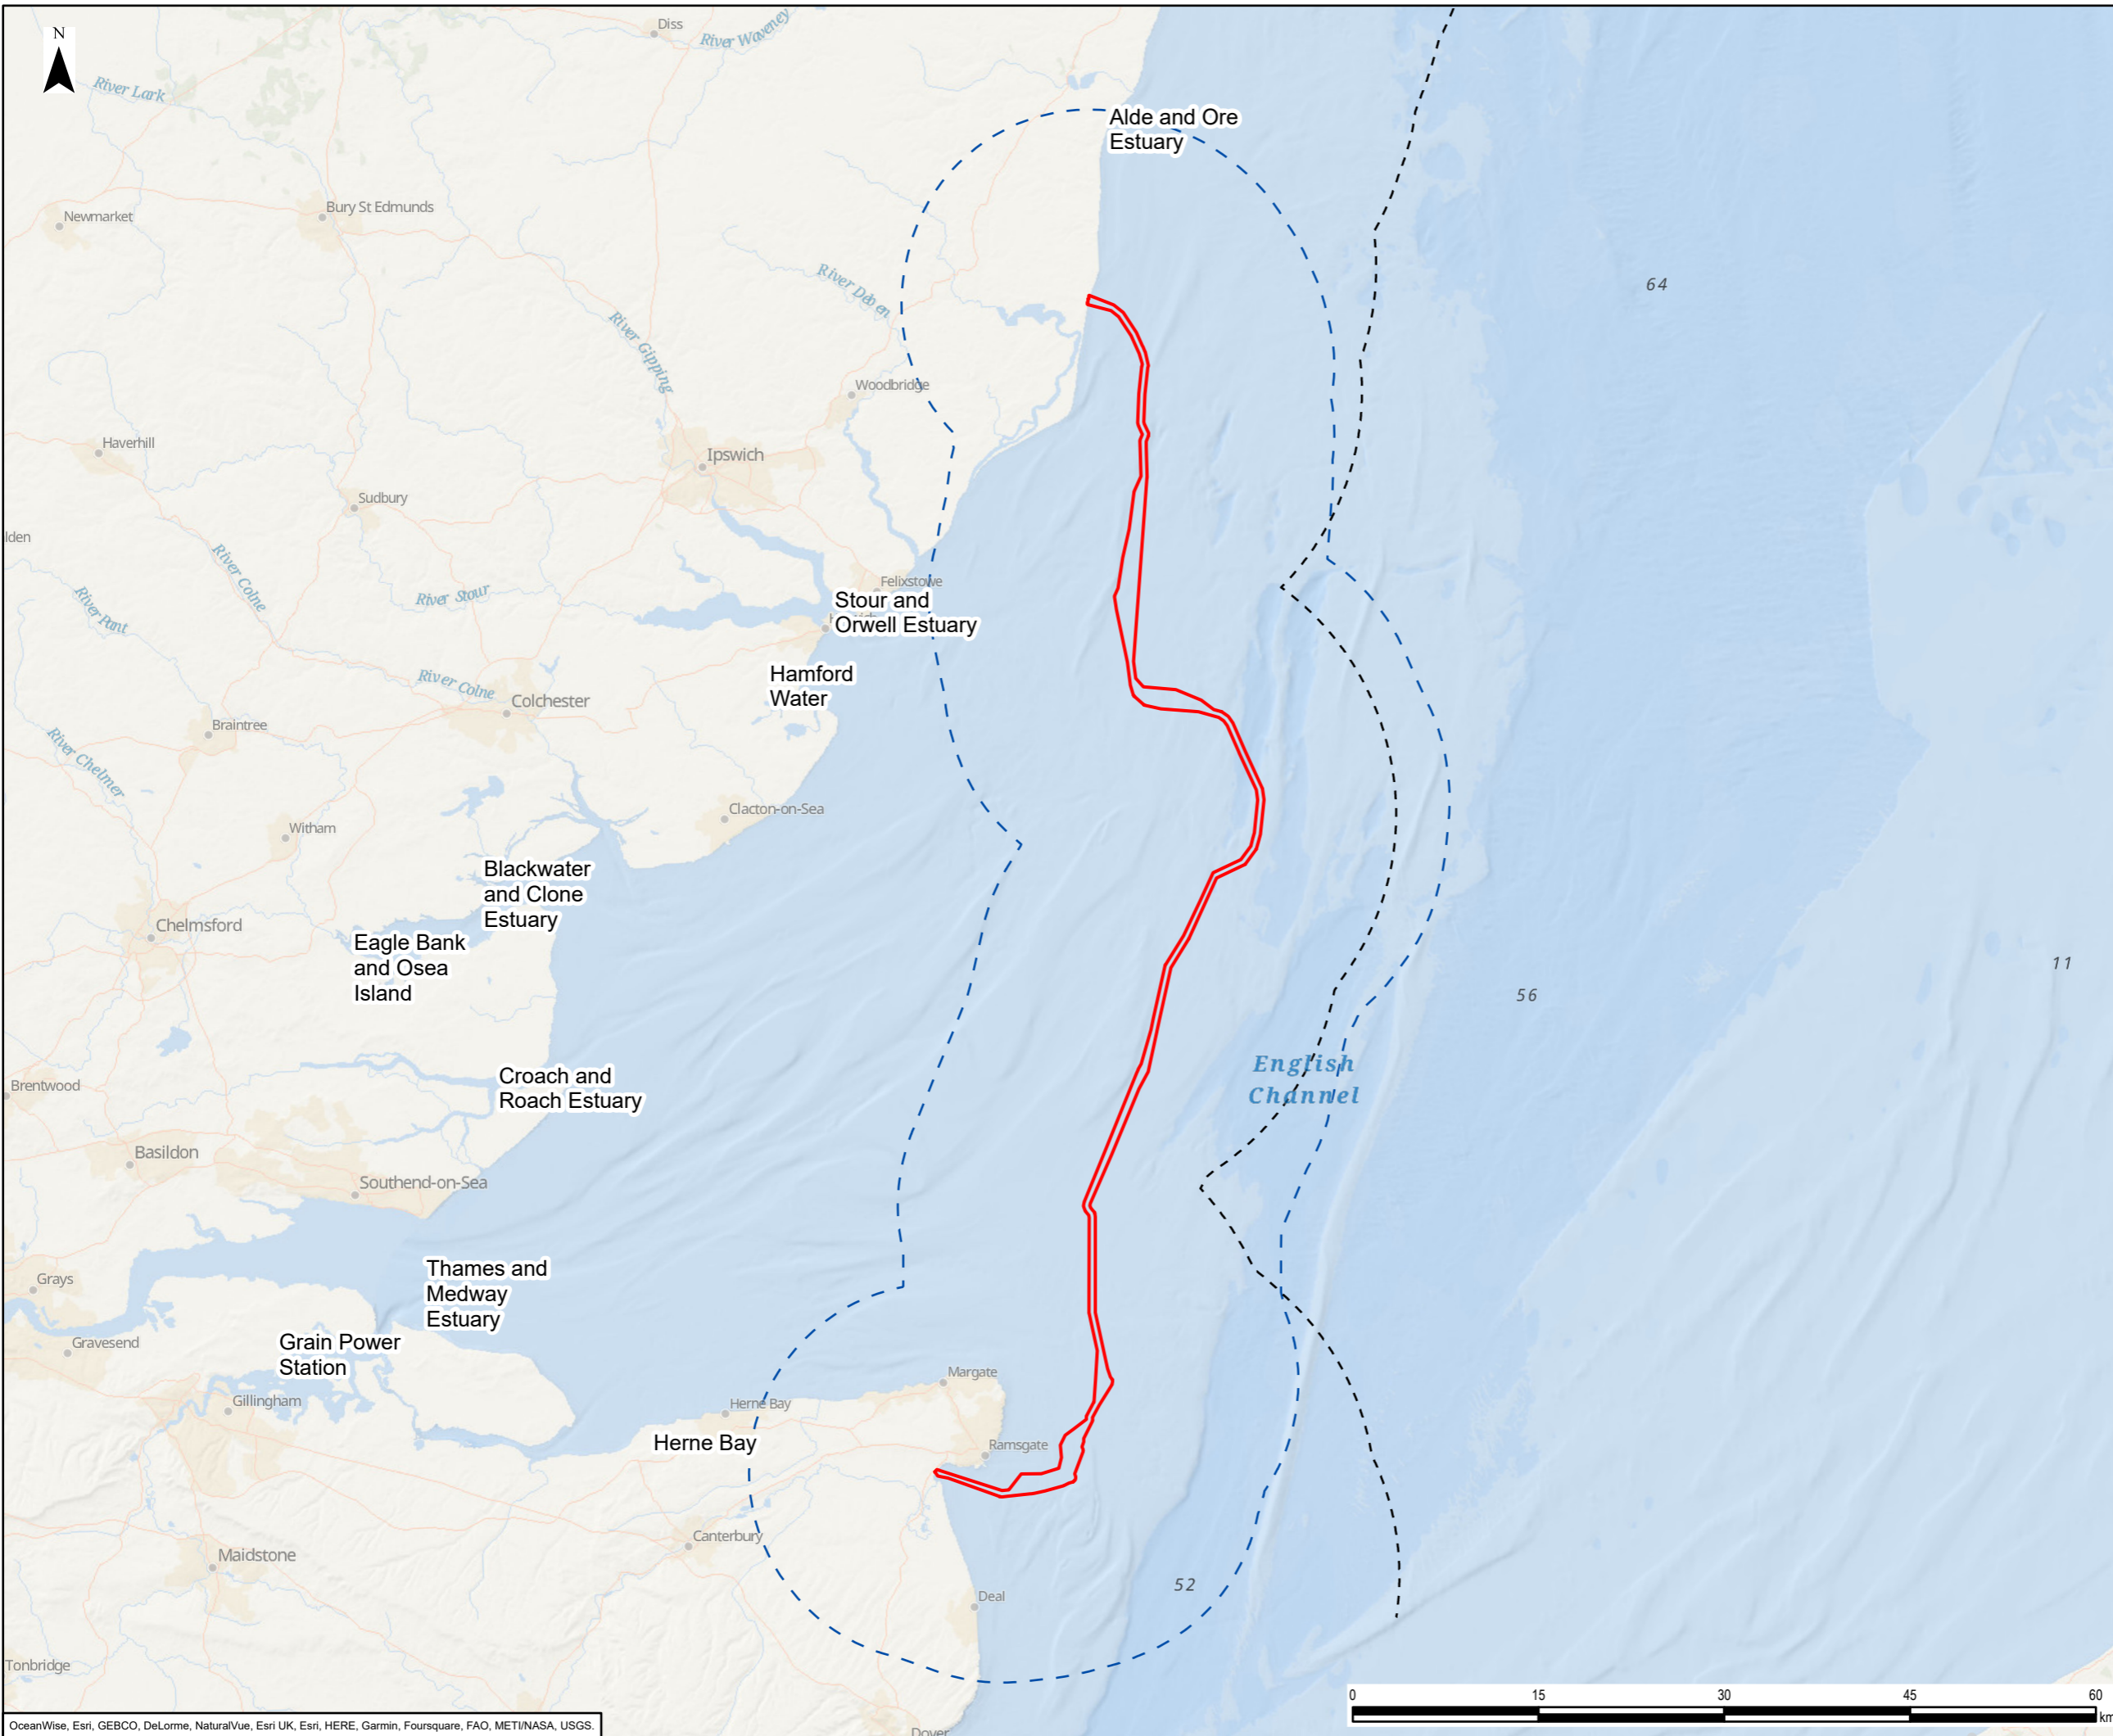 N
Diss
River Waveney
River Lark
Alde and Ore
Estuary
Newmarket
Bury St Edmunds
River Deben
64
River Gipping
Woodbridge
Haverhill
Ipswich
Sudbury
lden
River Colne
River Stour
River Pant
Felixstowe
Stour and
Orwell Estuary
Hamford
Water
River Colne
Colchester
Braintree
River Chelmer
Clacton-on-Sea
Witham
Blackwater
and Clone
Estuary
Chelmsford
Eagle Bank
and Osea
Island
11
56
English
Channel
Croach and
Roach Estuary
Brentwood
Basildon
Southend-on-Sea
Thames and
Medway
Estuary
Grays
Gravesend
Grain Power
Station
Gillingham
Margate
Herne Bay
Herne Bay
Ramsgate
Canterbury
Maidstone
52
Deal
Tonbridge
Dover
0 15 30 45 60
km
OceanWise, Esri, GEBCO, DeLorme, NaturalVue, Esri UK, Esri, HERE, Garmin, Foursquare, FAO, METI/NASA, USGS.